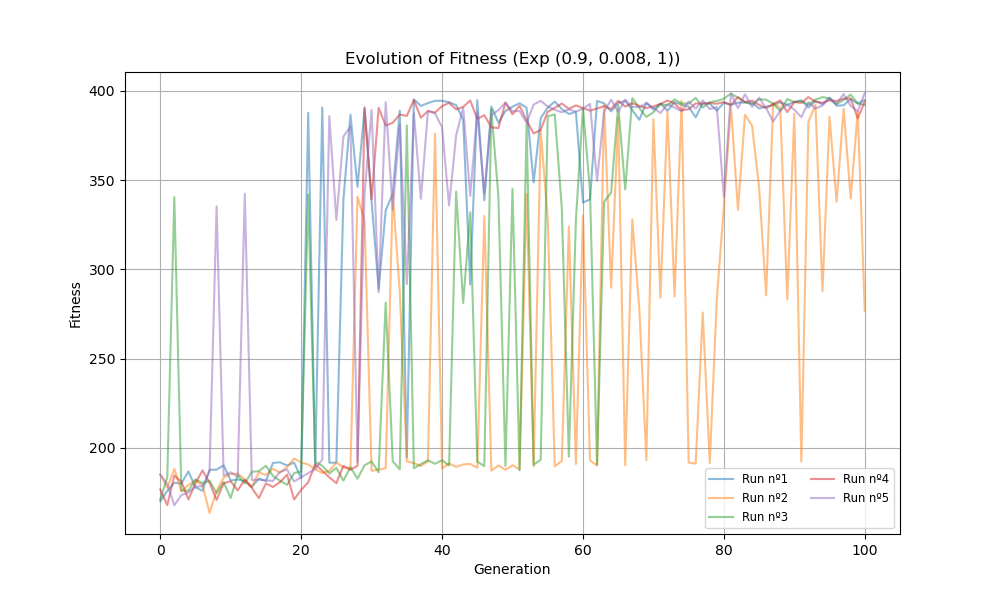 Evolution of Fitness (Exp (0.9, 0.008, 1))
Fitness
400
350
300
250
200
0 20 40 60 80 100
Generation
Run nº1
Run nº2
Run nº3
Run nº4
Run nº5